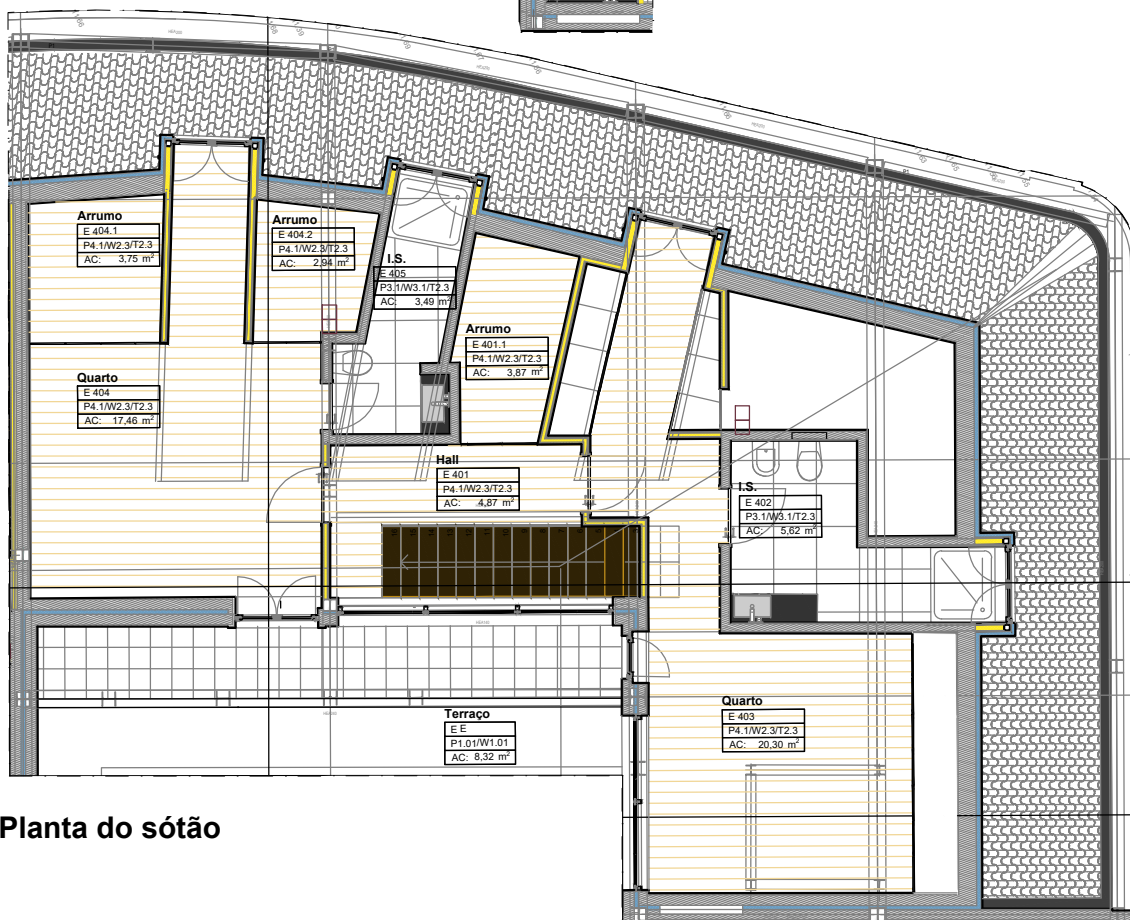 Arrumo
E 404.1
P4.1/W2.3/T2.3
AC: 3,75 m²
Arrumo
E 404.2
P4.1/W2.3/T2.3
AC: 2,94 m²
I.S.
E 405
P3.1/W3.1/T2.3
AC: 3,49 m²
Arrumo
E 401.1
P4.1/W2.3/T2.3
AC: 3,87 m²
Quarto
E 404
P4.1/W2.3/T2.3
AC: 17,46 m²
Hall
E 401
P4.1/W2.3/T2.3
AC: 4,87 m²
I.S.
E 402
P3.1/W3.1/T2.3
AC: 5,62 m²
Quarto
E 403
P4.1/W2.3/T2.3
AC: 20,30 m²
Terraço
E E
P1.01/W1.01
AC: 8,32 m²
Planta do sótão